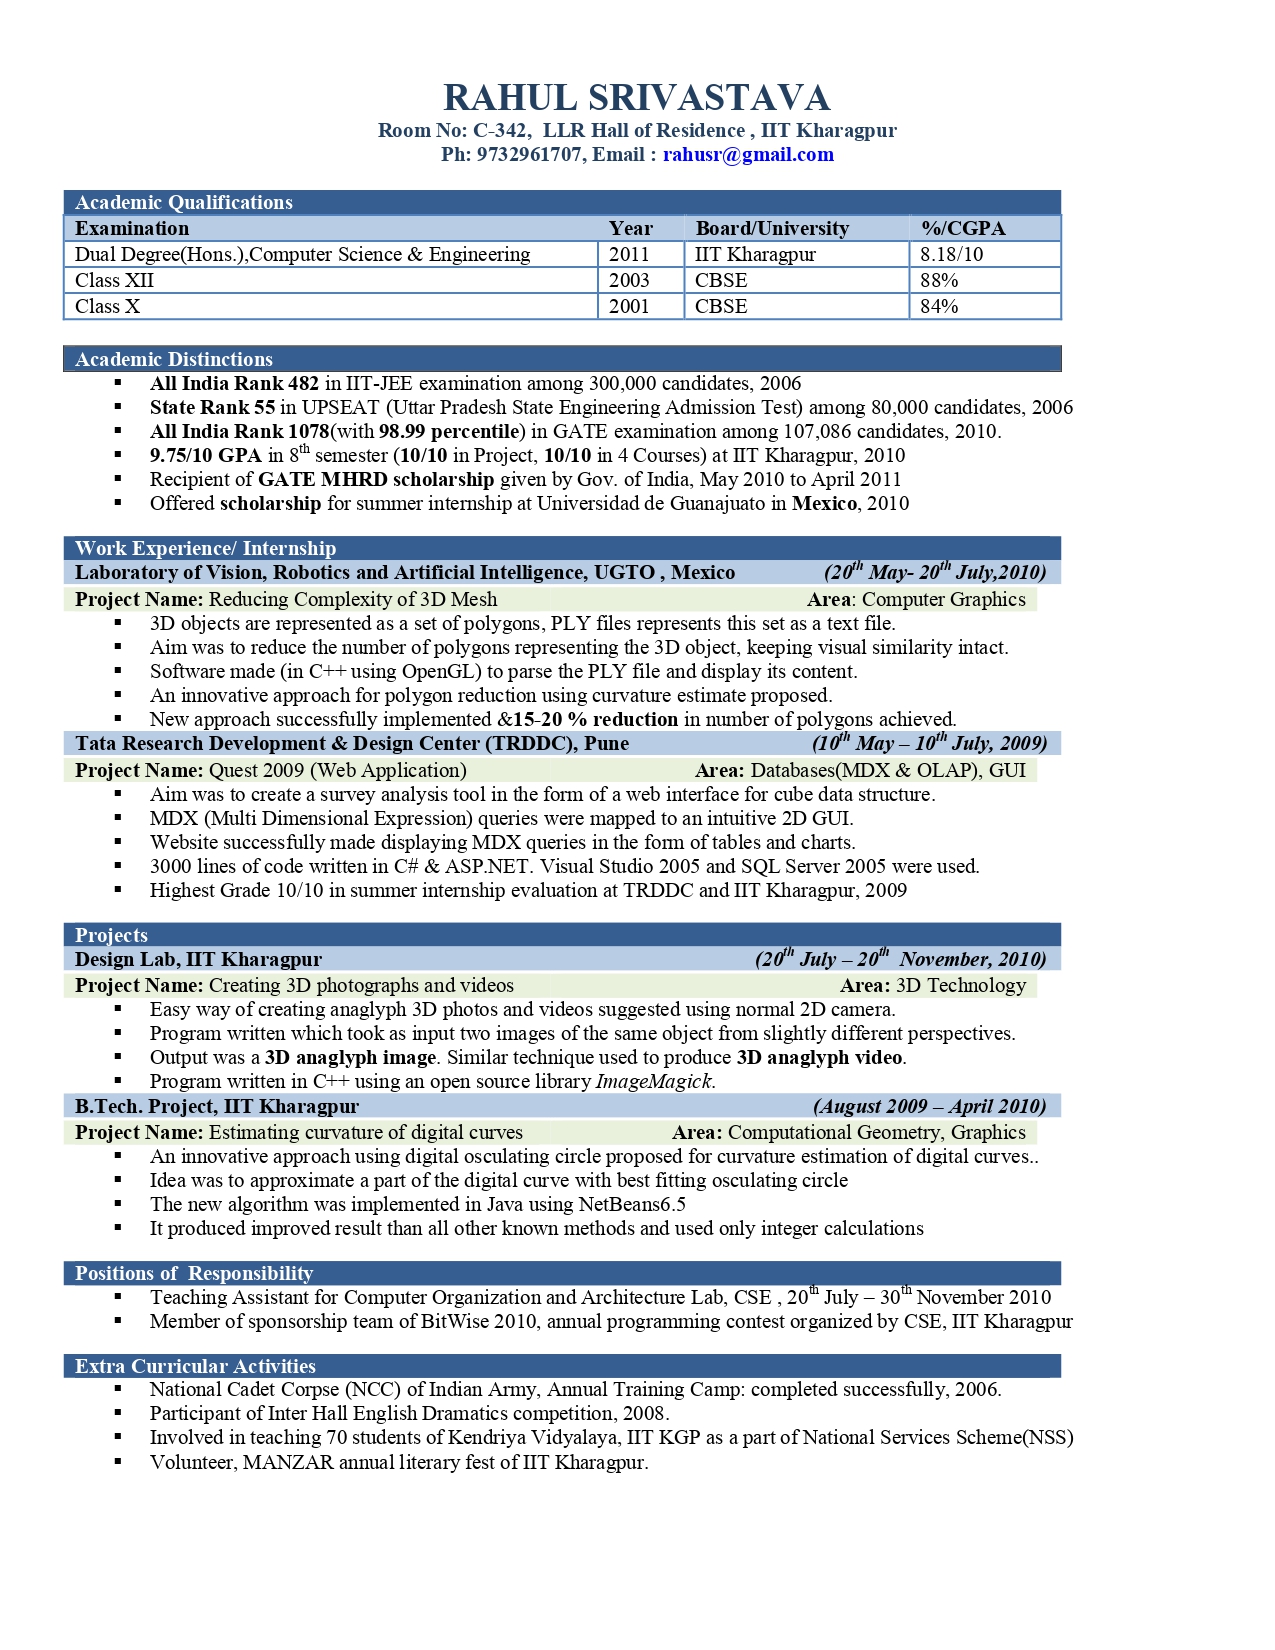 RAHUL SRIVASTAVA
Room No: C-342,  LLR Hall of Residence , IIT Kharagpur
Ph: 9732961707, Email : rahusr@gmail.com
Academic Qualifications
Examination Year Board/University %/CGPA
Dual Degree(Hons.),Computer Science & Engineering 2011 IIT Kharagpur 8.18/10
Class XII 2003 CBSE 88%
Class X 2001 CBSE 84%
Academic Distinctions
▪ All India Rank 482 in IIT-JEE examination among 300,000 candidates, 2006
▪ State Rank 55 in UPSEAT (Uttar Pradesh State Engineering Admission Test) among 80,000 candidates, 2006
▪ All India Rank 1078(with 98.99 percentile) in GATE examination among 107,086 candidates, 2010.
▪ 9.75/10 GPA in 8th semester (10/10 in Project, 10/10 in 4 Courses) at IIT Kharagpur, 2010
▪ Recipient of GATE MHRD scholarship given by Gov. of India, May 2010 to April 2011
▪ Offered scholarship for summer internship at Universidad de Guanajuato in Mexico, 2010
Work Experience/ Internship
Laboratory of Vision, Robotics and Artificial Intelligence, UGTO , Mexico (20th May- 20th July,2010)
Project Name: Reducing Complexity of 3D Mesh Area: Computer Graphics
▪ 3D objects are represented as a set of polygons, PLY files represents this set as a text file.
▪ Aim was to reduce the number of polygons representing the 3D object, keeping visual similarity intact.
▪ Software made (in C++ using OpenGL) to parse the PLY file and display its content.
▪ An innovative approach for polygon reduction using curvature estimate proposed.
▪ New approach successfully implemented &15-20 % reduction in number of polygons achieved.
Tata Research Development & Design Center (TRDDC), Pune (10th May – 10th July, 2009)
Project Name: Quest 2009 (Web Application) Area: Databases(MDX & OLAP), GUI
▪ Aim was to create a survey analysis tool in the form of a web interface for cube data structure.
▪ MDX (Multi Dimensional Expression) queries were mapped to an intuitive 2D GUI.
▪ Website successfully made displaying MDX queries in the form of tables and charts.
▪ 3000 lines of code written in C# & ASP.NET. Visual Studio 2005 and SQL Server 2005 were used.
▪ Highest Grade 10/10 in summer internship evaluation at TRDDC and IIT Kharagpur, 2009
Projects
Design Lab, IIT Kharagpur (20th July – 20th  November, 2010)
Project Name: Creating 3D photographs and videos Area: 3D Technology
▪ Easy way of creating anaglyph 3D photos and videos suggested using normal 2D camera.
▪ Program written which took as input two images of the same object from slightly different perspectives.
▪ Output was a 3D anaglyph image. Similar technique used to produce 3D anaglyph video.
▪ Program written in C++ using an open source library ImageMagick.
B.Tech. Project, IIT Kharagpur (August 2009 – April 2010)
Project Name: Estimating curvature of digital curves Area: Computational Geometry, Graphics
▪ An innovative approach using digital osculating circle proposed for curvature estimation of digital curves..
▪ Idea was to approximate a part of the digital curve with best fitting osculating circle
▪ The new algorithm was implemented in Java using NetBeans6.5
▪ It produced improved result than all other known methods and used only integer calculations
Positions of  Responsibility
▪ Teaching Assistant for Computer Organization and Architecture Lab, CSE , 20th July – 30th November 2010
▪ Member of sponsorship team of BitWise 2010, annual programming contest organized by CSE, IIT Kharagpur
Extra Curricular Activities
▪ National Cadet Corpse (NCC) of Indian Army, Annual Training Camp: completed successfully, 2006.
▪ Participant of Inter Hall English Dramatics competition, 2008.
▪ Involved in teaching 70 students of Kendriya Vidyalaya, IIT KGP as a part of National Services Scheme(NSS)
▪ Volunteer, MANZAR annual literary fest of IIT Kharagpur.